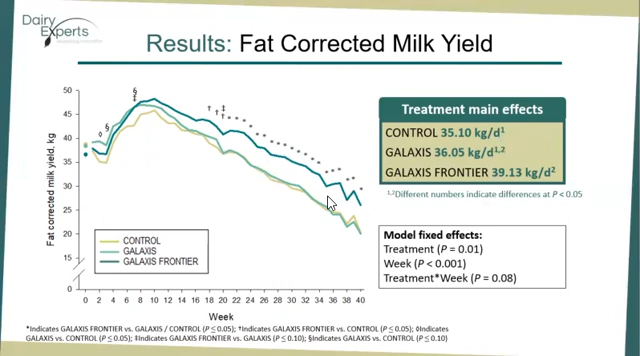 Dairy
Experts
Results: Fat Corrected Milk Yield
Fat corrected milk yield, kg
50
45
40
35
30
25
20
15
0
§
‡
◊
§
†
†
‡
* * * * * * * * * * * * * * * * * *
CONTROL
GALAXIS
GALAXIS FRONTIER
0 2 4 6 8 10 12 14 16 18 20 22 24 26 28 30 32 34 36 38 40
Week
Treatment main effects
CONTROL 35.10 kg/d¹
GALAXIS 36.05 kg/d¹,²
GALAXIS FRONTIER 39.13 kg/d²
¹,²Different numbers indicate differences at P < 0.05
Model fixed effects:
Treatment (P = 0.01)
Week (P < 0.001)
Treatment*Week (P = 0.08)
*Indicates GALAXIS FRONTIER vs. GALAXIS / CONTROL (P ≤ 0.05); †Indicates GALAXIS FRONTIER vs. CONTROL (P ≤ 0.05); ◊Indicates
GALAXIS vs. CONTROL (P ≤ 0.05); ‡Indicates GALAXIS FRONTIER vs. GALAXIS (P ≤ 0.10); §Indicates GALAXIS vs. CONTROL (P ≤ 0.10)